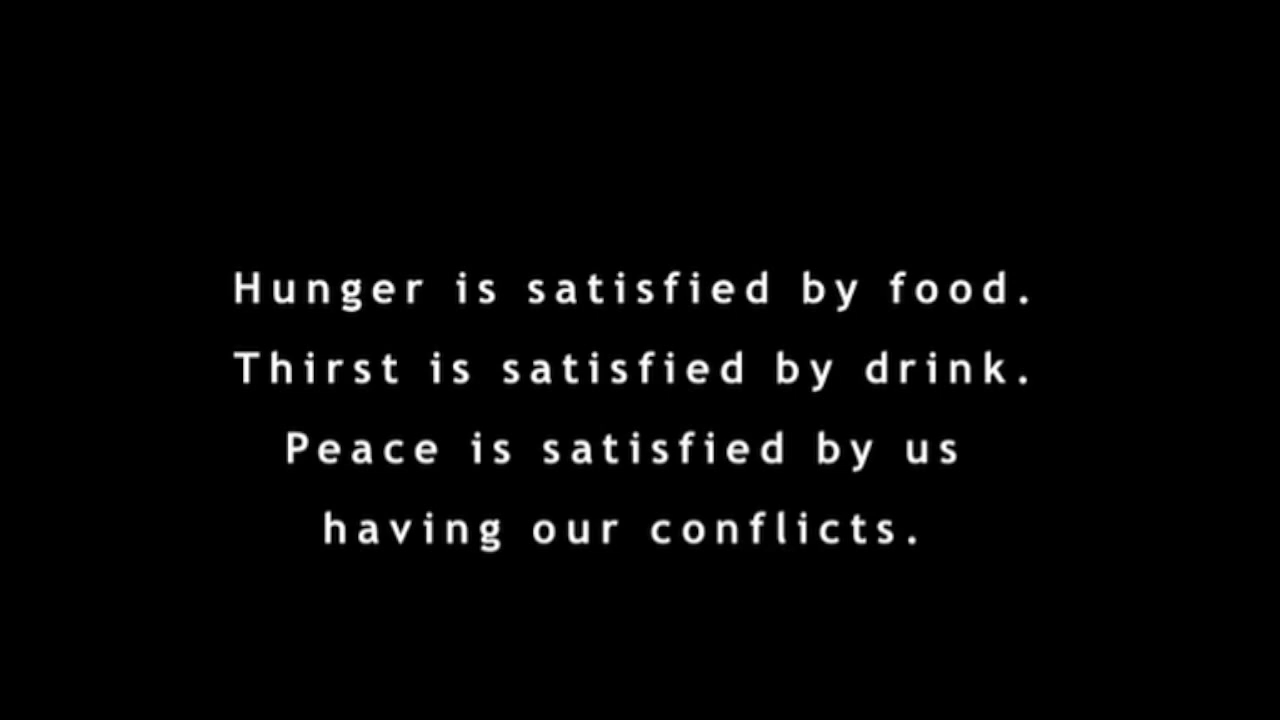 Hunger is satisfied by food.
Thirst is satisfied by drink.
Peace is satisfied by us
having our conflicts.